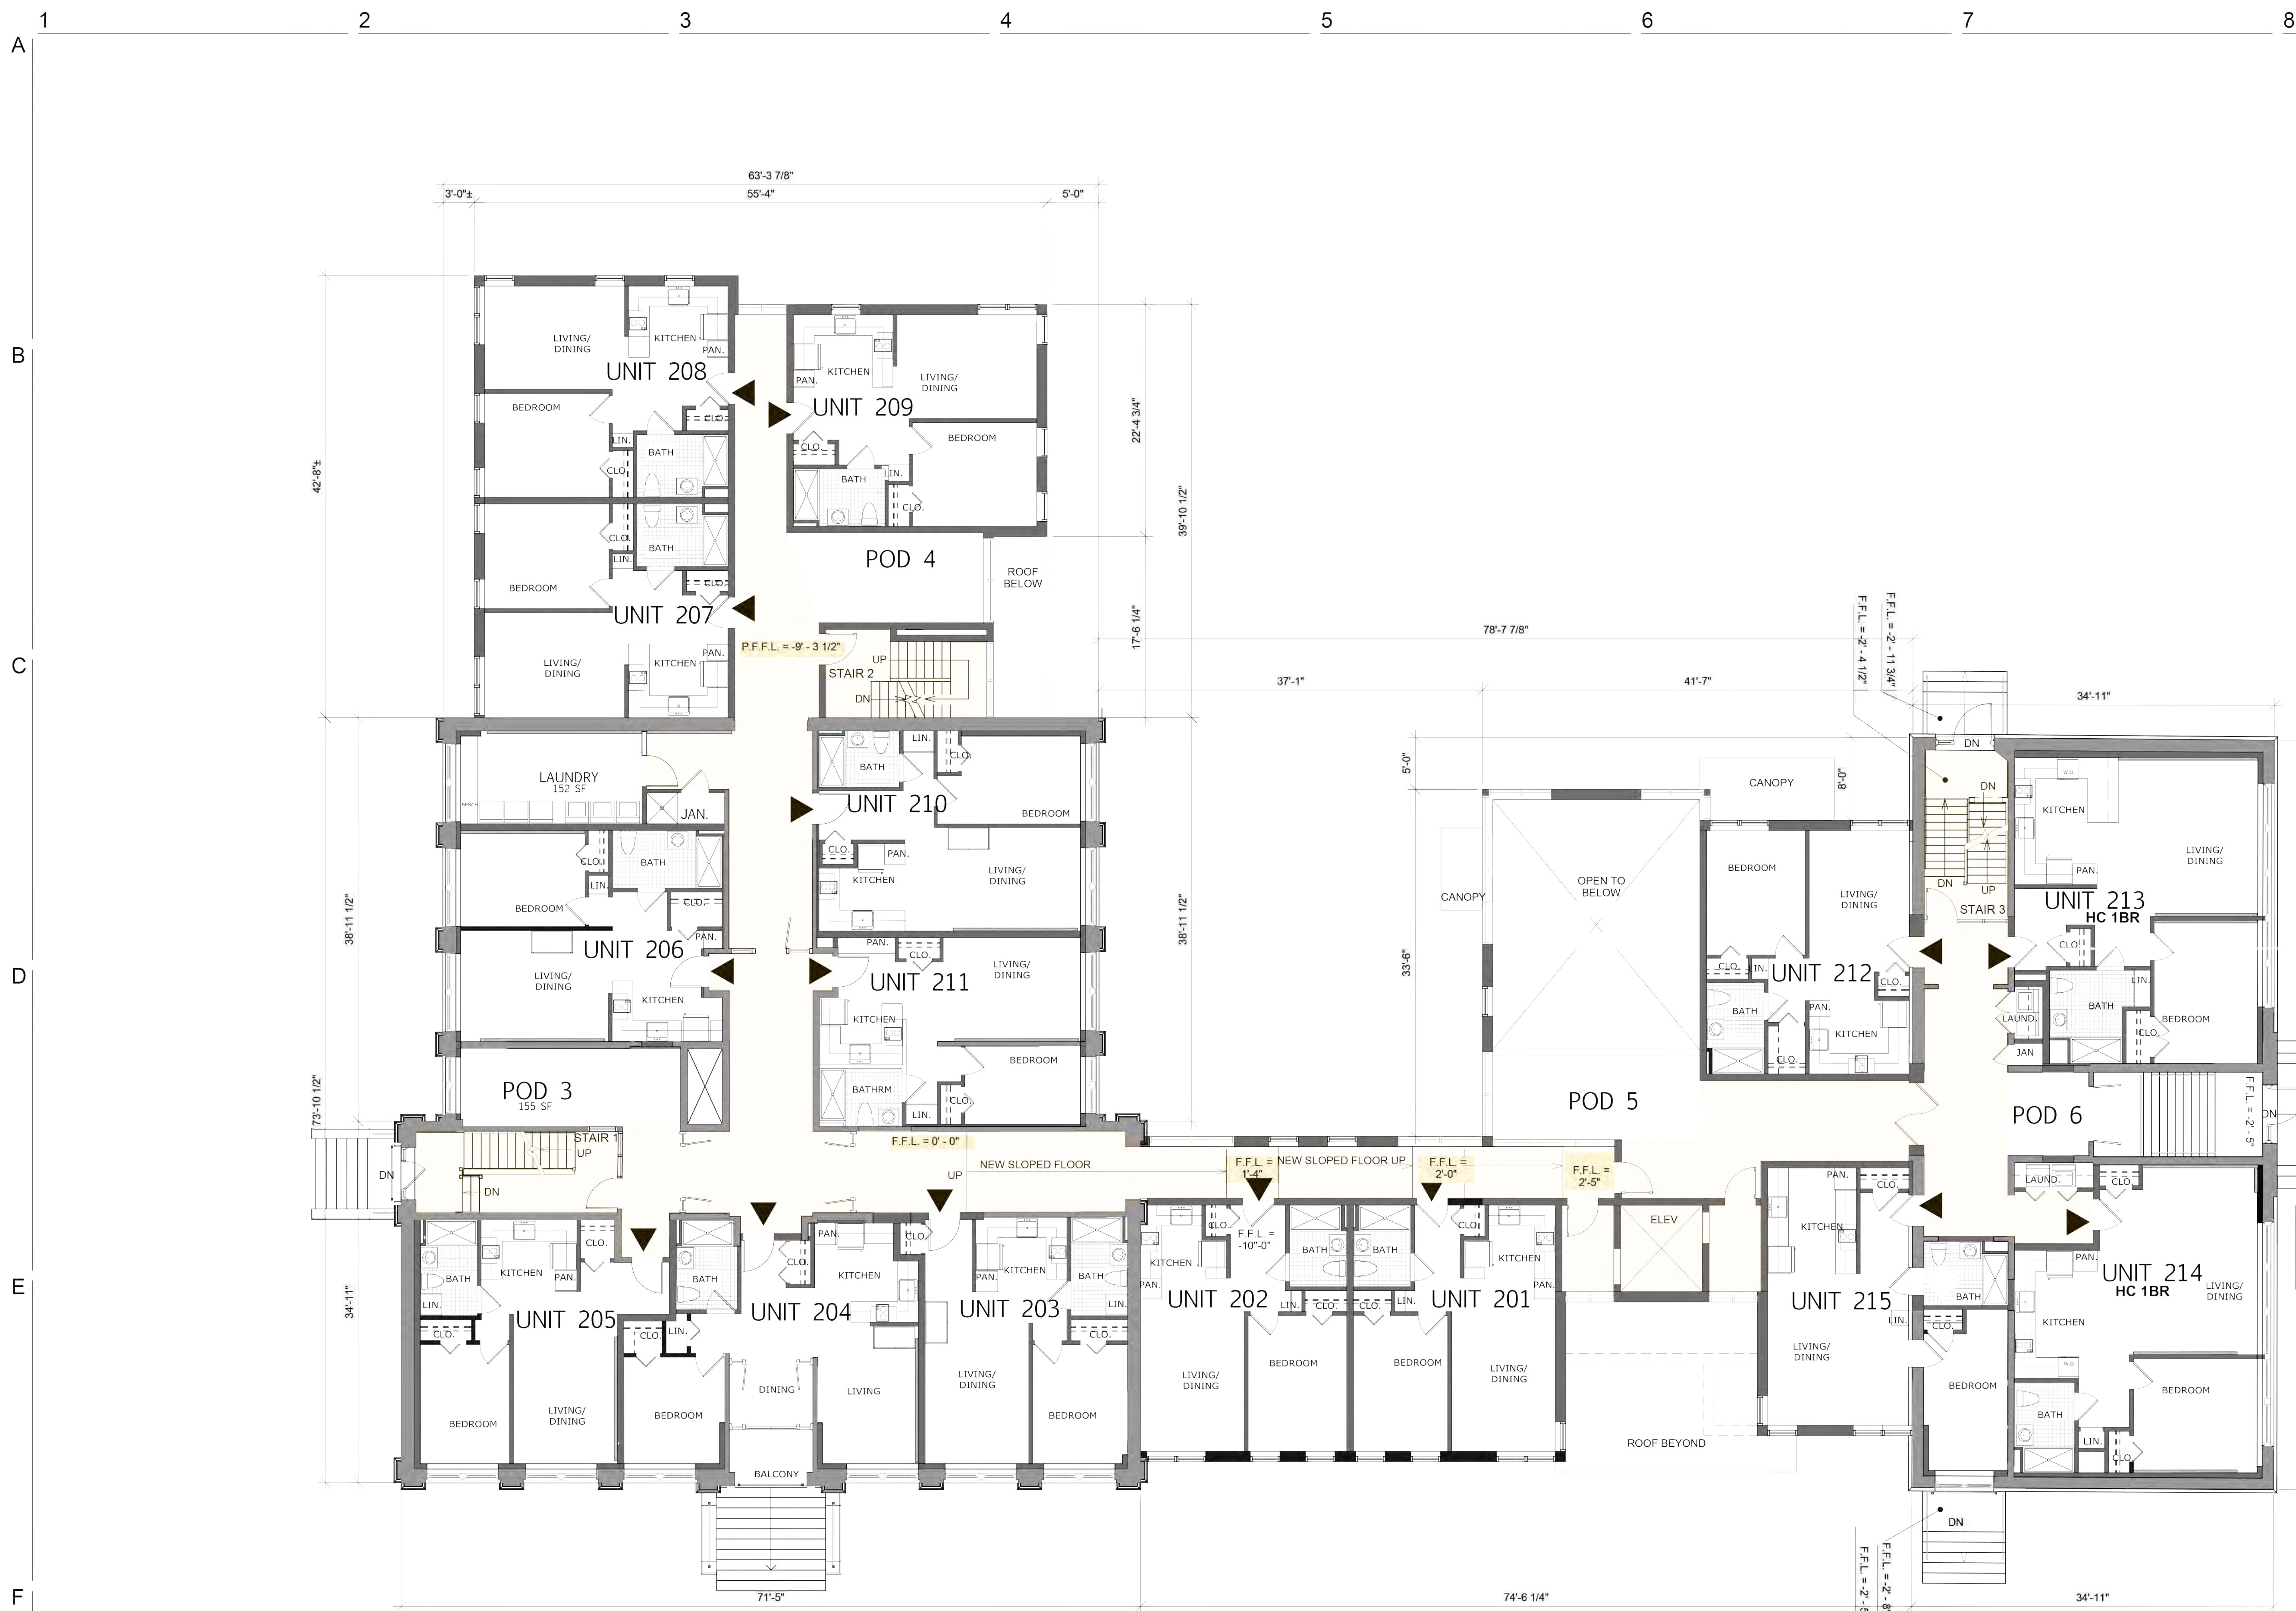 1 2 3 4 5 6 7 8
A
63'-3 7/8"
3'-0"± 55'-4" 5'-0"
B
LIVING/
DINING
KITCHEN
PAN.
UNIT 208
BEDROOM
CLO.
LIN.
BATH
CLO.
KITCHEN
PAN.
LIVING/
DINING
UNIT 209
CLO.
BEDROOM
BATH
LIN.
CLO.
42'-8"±
22'-4 3/4"
39'-10 1/2"
17'-6 1/4"
CLO.
BATH
LIN.
BEDROOM
CLO.
UNIT 207
LIVING/
DINING
KITCHEN
PAN.
POD 4
ROOF
BELOW
P.F.F.L. = -9' - 3 1/2"
UP
STAIR 2
DN
C
78'-7 7/8"
37'-1" 41'-7"
34'-11"
F.F.L. = -2' - 4 1/2"
F.F.L. = -2' - 11 3/4"
LAUNDRY
152 SF
JAN.
BATH
LIN.
CLO.
UNIT 210
BEDROOM
CLO.
PAN.
KITCHEN
LIVING/
DINING
CLO.
BATH
LIN.
BEDROOM
CLO.
PAN.
UNIT 206
LIVING/
DINING
KITCHEN
38'-11 1/2"
38'-11 1/2"
D
PAN.
CLO.
LIVING/
DINING
UNIT 211
KITCHEN
BEDROOM
BATHRM
CLO.
LIN.
POD 3
155 SF
73'-10 1/2"
5'-0"
8'-0"
CANOPY
CANOPY
33'-6"
OPEN TO
BELOW
BEDROOM
LIVING/
DINING
CLO.
LIN.
UNIT 212
CLO.
BATH
PAN.
KITCHEN
CLO.
POD 5
DN
DN
DN
UP
STAIR 3
W.O
KITCHEN
LIVING/
DINING
PAN.
UNIT 213
HC 1BR
CLO.
LIN.
BATH
BEDROOM
CLO.
LAUND.
JAN
POD 6
F.F.L. = -2' - 5"
DN
STAIR 1
UP
DN
DN
F.F.L. = 0' - 0"
UP
NEW SLOPED FLOOR
F.F.L. =
1'-4"
NEW SLOPED FLOOR UP
F.F.L. =
2'-0"
F.F.L. =
2'-5"
E
34'-11"
BATH
KITCHEN
CLO.
PAN.
LIN.
UNIT 205
CLO.
BEDROOM
LIVING/
DINING
BATH
CLO.
PAN.
KITCHEN
UNIT 204
CLO.
LIN.
BEDROOM
DINING
LIVING
BALCONY
CLO.
PAN.
KITCHEN
BATH
UNIT 203
LIN.
CLO.
LIVING/
DINING
BEDROOM
CLO.
F.F.L. =
-10"-0"
KITCHEN
PAN.
BATH
UNIT 202
LIN.
CLO.
LIVING/
DINING
BEDROOM
BATH
CLO.
KITCHEN
PAN.
CLO.
LIN.
UNIT 201
BEDROOM
LIVING/
DINING
ELEV
ROOF BEYOND
PAN.
CLO.
KITCHEN
UNIT 215
LIN.
LIVING/
DINING
BATH
CLO.
BEDROOM
LAUND.
CLO.
PAN.
UNIT 214
HC 1BR
LIVING/
DINING
KITCHEN
W.O
BEDROOM
BATH
LIN.
CLO.
DN
F
71'-5" 74'-6 1/4" 34'-11"